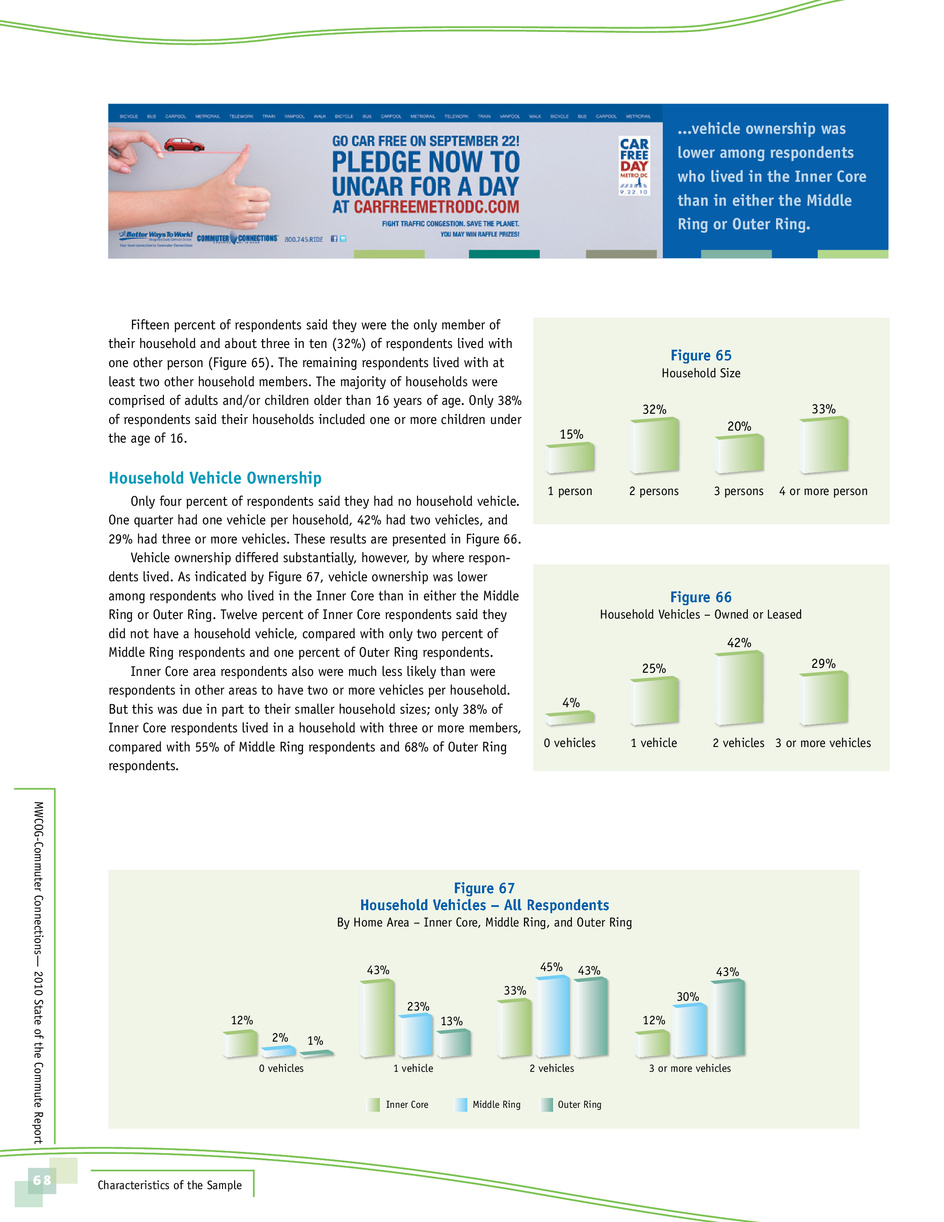 BICYCLE BUS CARPOOL METRORAIL TELEWORK TRAIN VANPOOL WALK BICYCLE BUS CARPOOL METRORAIL TELEWORK TRAIN VANPOOL WALK BICYCLE BUS CARPOOL METRORAIL
GO CAR FREE ON SEPTEMBER 22!
PLEDGE NOW TO
UNCAR FOR A DAY
AT CARFREEMETRODC.COM
FIGHT TRAFFIC CONGESTION. SAVE THE PLANET.
YOU MAY WIN RAFFLE PRIZES!
Better Ways To Work!
COMMUTER CONNECTIONS
800.745.RIDE
CAR
FREE
DAY
METRO DC
9.22.10
...vehicle ownership was
lower among respondents
who lived in the Inner Core
than in either the Middle
Ring or Outer Ring.
Fifteen percent of respondents said they were the only member of
their household and about three in ten (32%) of respondents lived with
one other person (Figure 65). The remaining respondents lived with at
least two other household members. The majority of households were
comprised of adults and/or children older than 16 years of age. Only 38%
of respondents said their households included one or more children under
the age of 16.
Household Vehicle Ownership
Only four percent of respondents said they had no household vehicle.
One quarter had one vehicle per household, 42% had two vehicles, and
29% had three or more vehicles. These results are presented in Figure 66.
Vehicle ownership differed substantially, however, by where respon-
dents lived. As indicated by Figure 67, vehicle ownership was lower
among respondents who lived in the Inner Core than in either the Middle
Ring or Outer Ring. Twelve percent of Inner Core respondents said they
did not have a household vehicle, compared with only two percent of
Middle Ring respondents and one percent of Outer Ring respondents.
Inner Core area respondents also were much less likely than were
respondents in other areas to have two or more vehicles per household.
But this was due in part to their smaller household sizes; only 38% of
Inner Core respondents lived in a household with three or more members,
compared with 55% of Middle Ring respondents and 68% of Outer Ring
respondents.
Figure 65
Household Size
15% 32% 20% 33%
1 person 2 persons 3 persons 4 or more person
Figure 66
Household Vehicles – Owned or Leased
4% 25% 42% 29%
0 vehicles 1 vehicle 2 vehicles 3 or more vehicles
Figure 67
Household Vehicles – All Respondents
By Home Area – Inner Core, Middle Ring, and Outer Ring
12% 2% 1% 43% 23% 13% 33% 45% 43% 12% 30% 43%
0 vehicles 1 vehicle 2 vehicles 3 or more vehicles
Inner Core Middle Ring Outer Ring
MWCOG-Commuter Connections— 2010 State of the Commute Report
68
Characteristics of the Sample